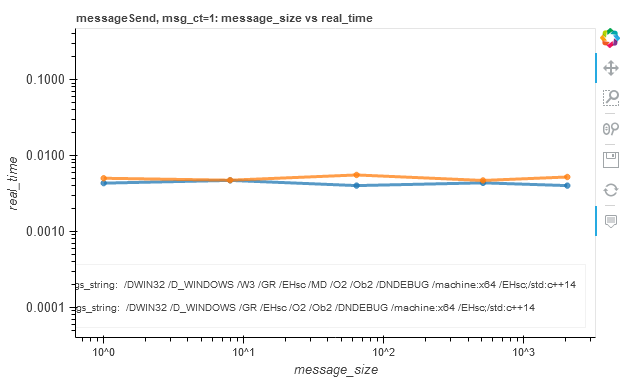 messageSend, msg_ct=1: message_size vs real_time
0.1000
0.0100
0.0010
0.0001
real_time
gs_string: /DWIN32 /D_WINDOWS /W3 /GR /EHsc /MD /O2 /Ob2 /DNDEBUG /machine:x64 /EHsc;/std:c++14
gs_string: /DWIN32 /D_WINDOWS /GR /EHsc /O2 /Ob2 /DNDEBUG /machine:x64 /EHsc;/std:c++14
10^0 10^1 10^2 10^3
message_size